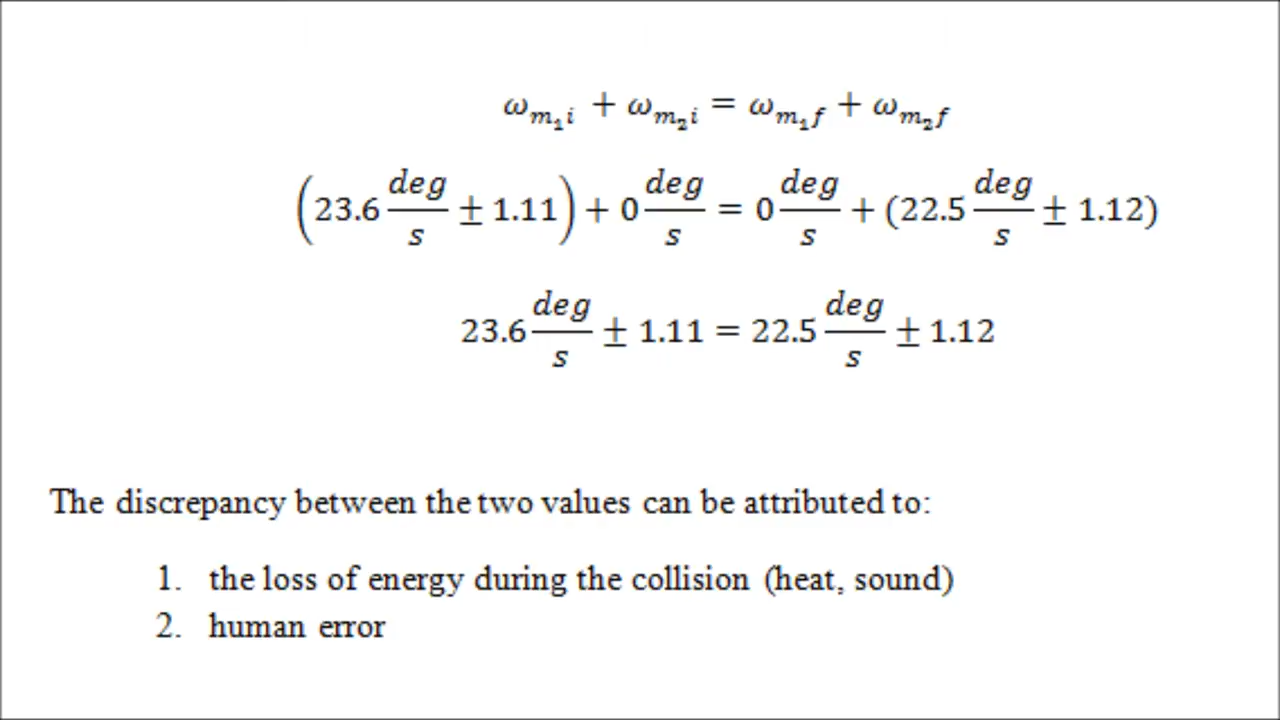 ω_{m₁i} + ω_{m₂i} = ω_{m₁f} + ω_{m₂f}
(23.6 deg/s ± 1.11) + 0 deg/s = 0 deg/s + (22.5 deg/s ± 1.12)
23.6 deg/s ± 1.11 = 22.5 deg/s ± 1.12
The discrepancy between the two values can be attributed to:
1. the loss of energy during the collision (heat, sound)
2. human error